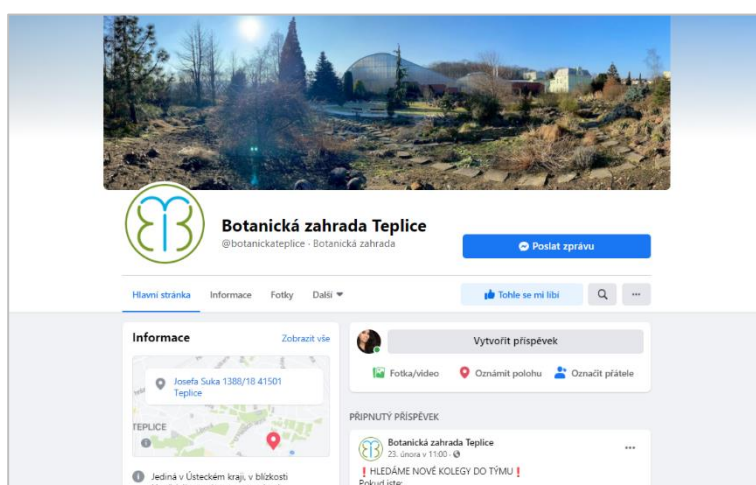 Botanická zahrada Teplice
@botanickateplice · Botanická zahrada
Poslat zprávu
Hlavní stránka Informace Fotky Další
Tohle se mi líbí
Informace Zobrazit vše
Josefa Suka 1388/18 41501
Teplice
TEPLICE
Jediná v Ústeckém kraji, v blízkosti
Vytvořit příspěvek
Fotka/video Oznámit polohu Označit přátele
PŘIPNUTÝ PŘÍSPĚVEK
Botanická zahrada Teplice
23. února v 11:00 ·
❗ HLEDÁME NOVÉ KOLEGY DO TÝMU ❗
Pokud jste: